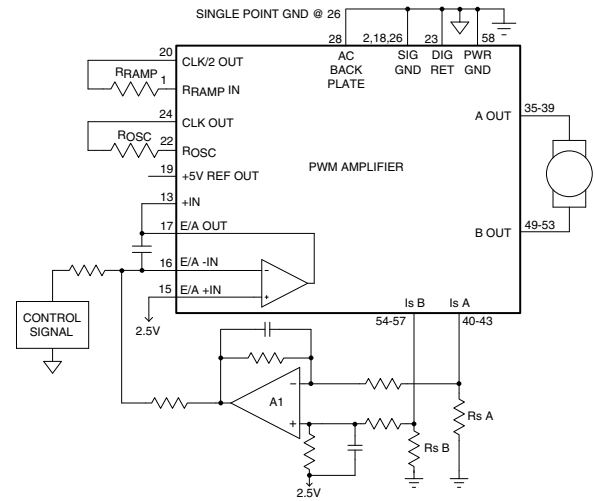 SINGLE POINT GND @ 26
28
2,18,26
23
58
AC
BACK
PLATE
SIG
GND
DIG
RET
PWR
GND
20
CLK/2 OUT
RRAMP
1
RRAMP IN
24
CLK OUT
ROSC
22
ROSC
19
+5V REF OUT
13
+IN
17
E/A OUT
16
E/A -IN
15
E/A +IN
2.5V
PWM AMPLIFIER
A OUT
35-39
B OUT
49-53
Is B
Is A
54-57
40-43
CONTROL
SIGNAL
−
+
A1
−
+
Rs A
Rs B
2.5V